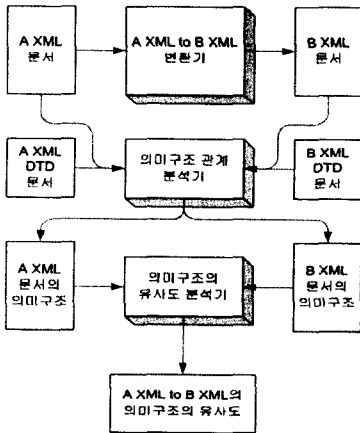 A XML
문서
A XML to B XML
변환기
B XML
문서
A XML
DTD
문서
의미구조 관계
분석기
B XML
DTD
문서
A XML
문서의
의미구조
의미구조의
유사도 분석기
B XML
문서의
의미구조
A XML to B XML의
의미구조의 유사도